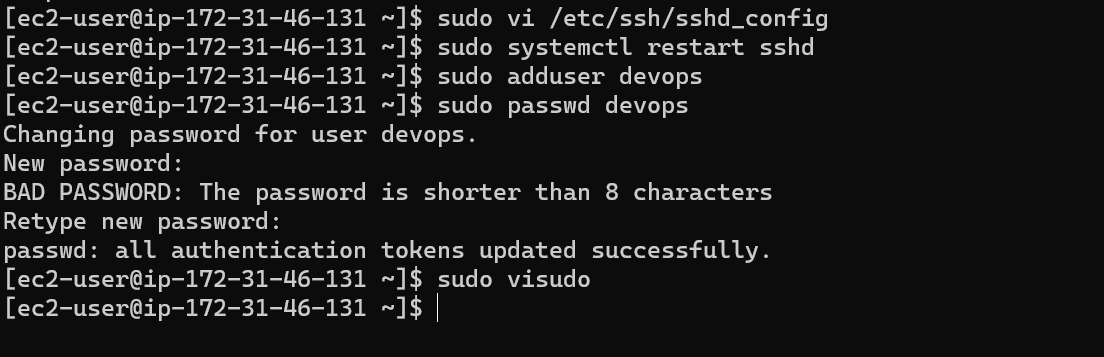 [ec2-user@ip-172-31-46-131 ~]$ sudo vi /etc/ssh/sshd_config
[ec2-user@ip-172-31-46-131 ~]$ sudo systemctl restart sshd
[ec2-user@ip-172-31-46-131 ~]$ sudo adduser devops
[ec2-user@ip-172-31-46-131 ~]$ sudo passwd devops
Changing password for user devops.
New password:
BAD PASSWORD: The password is shorter than 8 characters
Retype new password:
passwd: all authentication tokens updated successfully.
[ec2-user@ip-172-31-46-131 ~]$ sudo visudo
[ec2-user@ip-172-31-46-131 ~]$